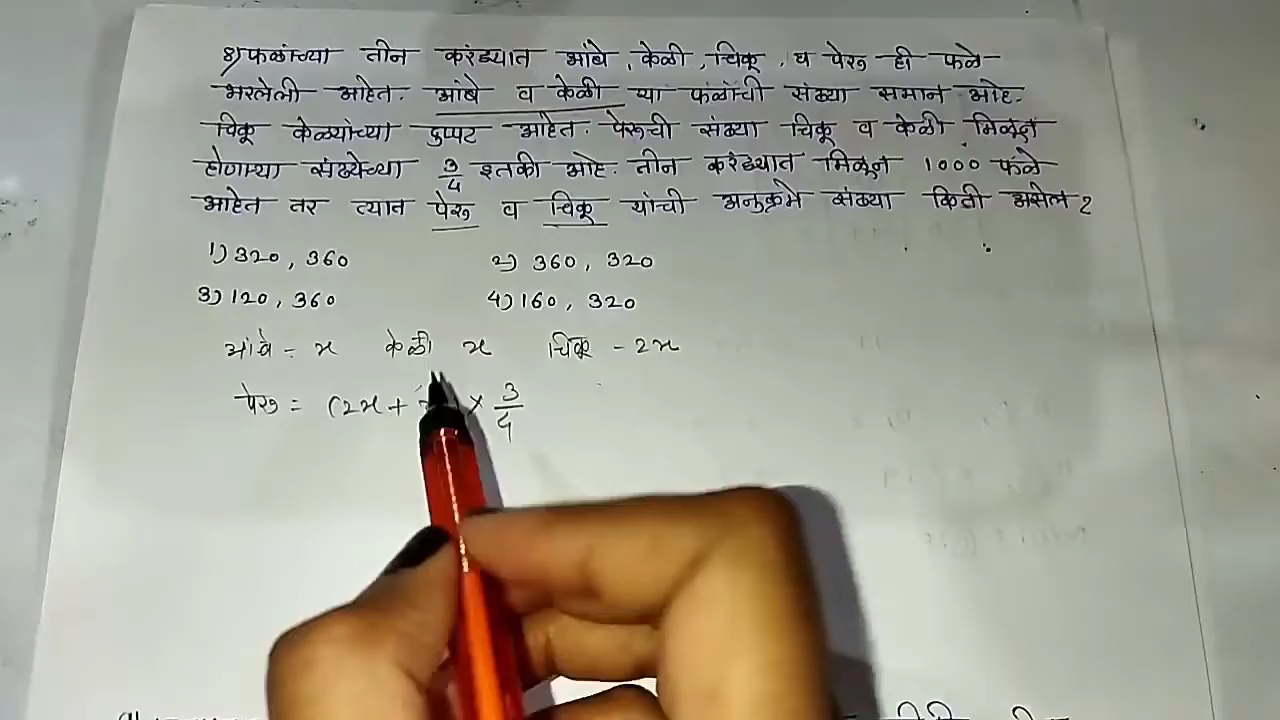 ४) फळांच्या तीन करंड्यात आंबे, केळी, चिकू, व पेरू ही फळे
भरलेली आहेत. आंबे व केळी या फळांची संख्या समान आहे.
चिकू केळ्यांच्या दुप्पट आहेत. पेरूची संख्या चिकू व केळी मिळून
होणाऱ्या संख्येच्या 3/4 इतकी आहे. तीन करंड्यात मिळून 1000 फळे
आहेत तर त्यात पेरू व चिकू यांची अनुक्रमे संख्या किती असेल ?
1) 320, 360 2) 360, 320
3) 120, 360 4) 160, 320
आंबे - x केळी x चिकू - 2x
पेरू = (2x + × 3/4